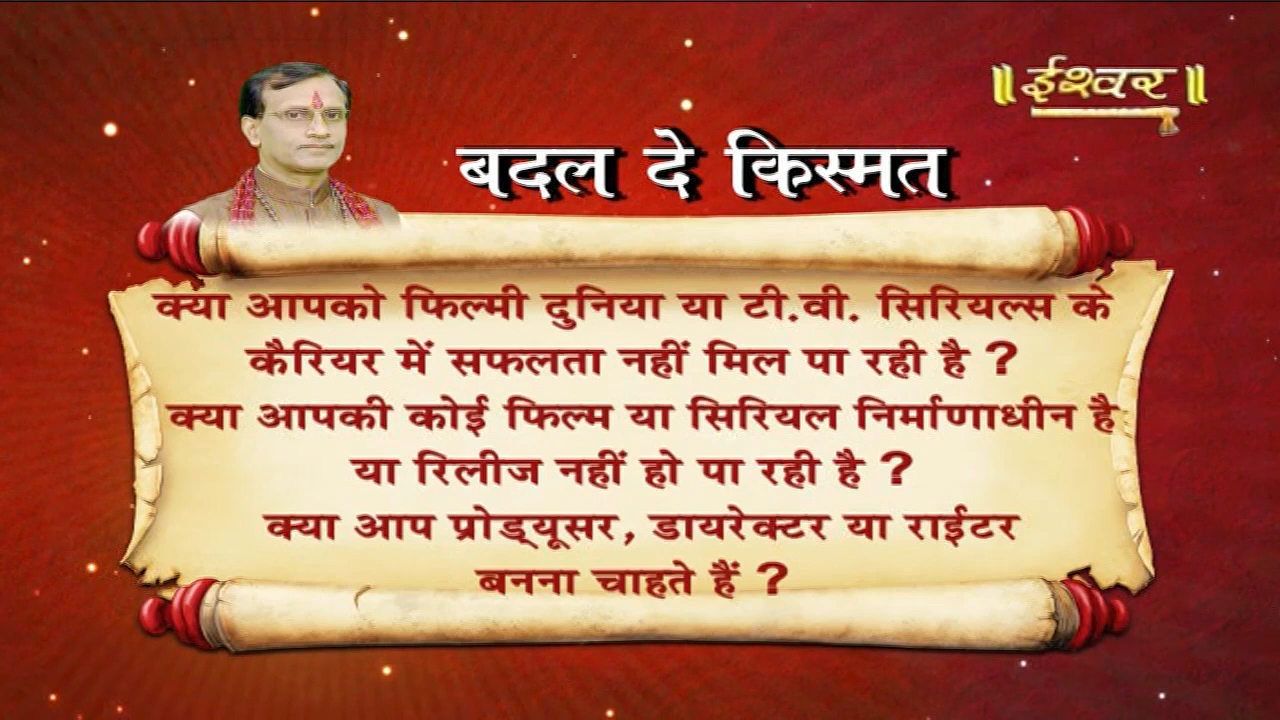 ॥ ईश्वर ॥
बदल दे किस्मत
क्या आपको फिल्मी दुनिया या टी.वी. सिरियल्स के
कैरियर में सफलता नहीं मिल पा रही है ?
क्या आपकी कोई फिल्म या सिरियल निर्माणाधीन है
या रिलीज नहीं हो पा रही है ?
क्या आप प्रोड्यूसर, डायरेक्टर या राईटर
बनना चाहते हैं ?